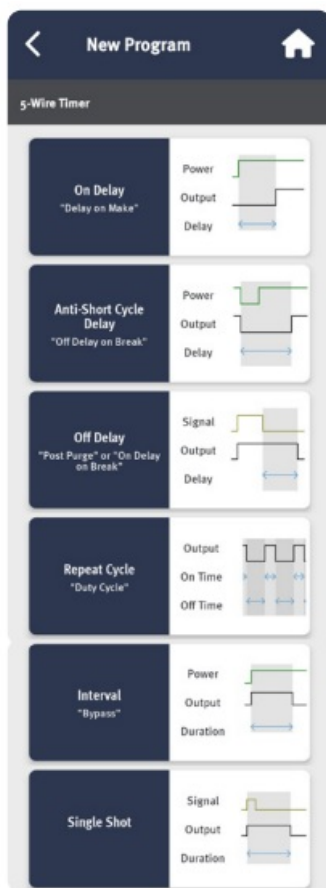 New Program
5-Wire Timer
On Delay
"Delay on Make"
Power
Output
Delay
Anti-Short Cycle
Delay
"Off Delay on Break"
Power
Output
Delay
Off Delay
"Post Purge" or "On Delay
on Break"
Signal
Output
Delay
Repeat Cycle
"Duty Cycle"
Output
On Time
Off Time
Interval
"Bypass"
Power
Output
Duration
Single Shot
Signal
Output
Duration